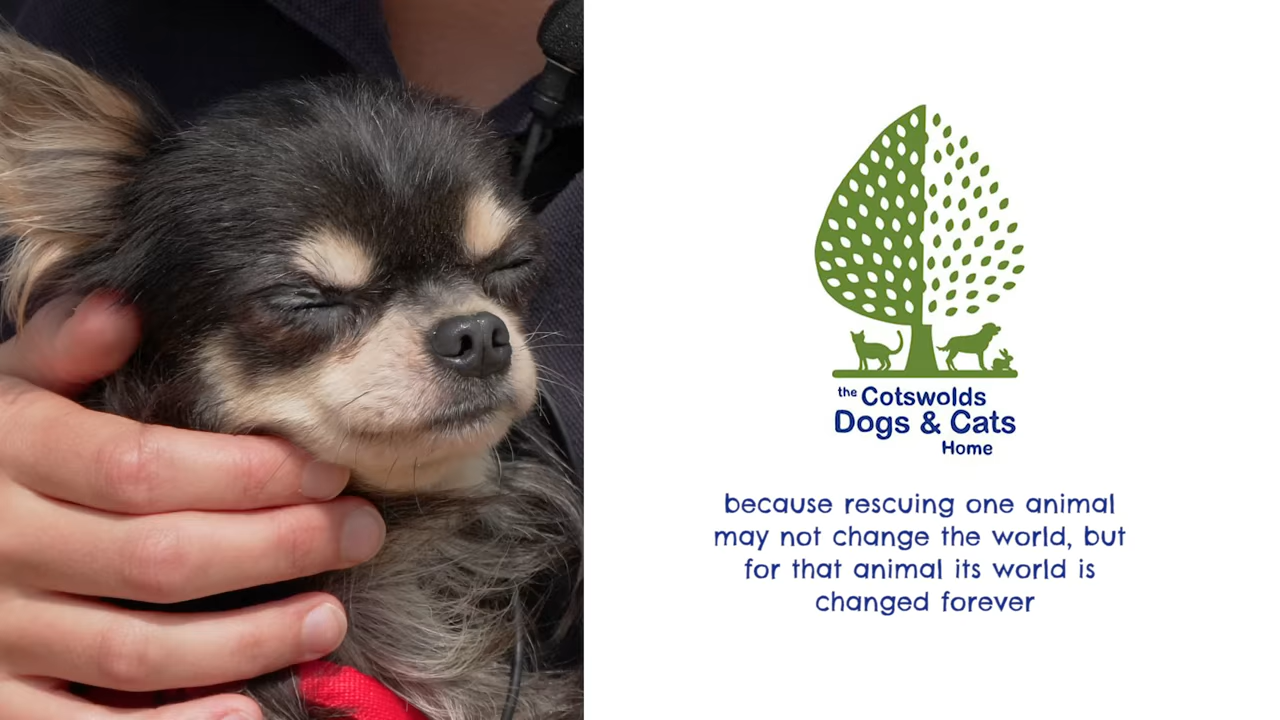 the Cotswolds
Dogs & Cats
Home
because rescuing one animal
may not change the world, but
for that animal its world is
changed forever